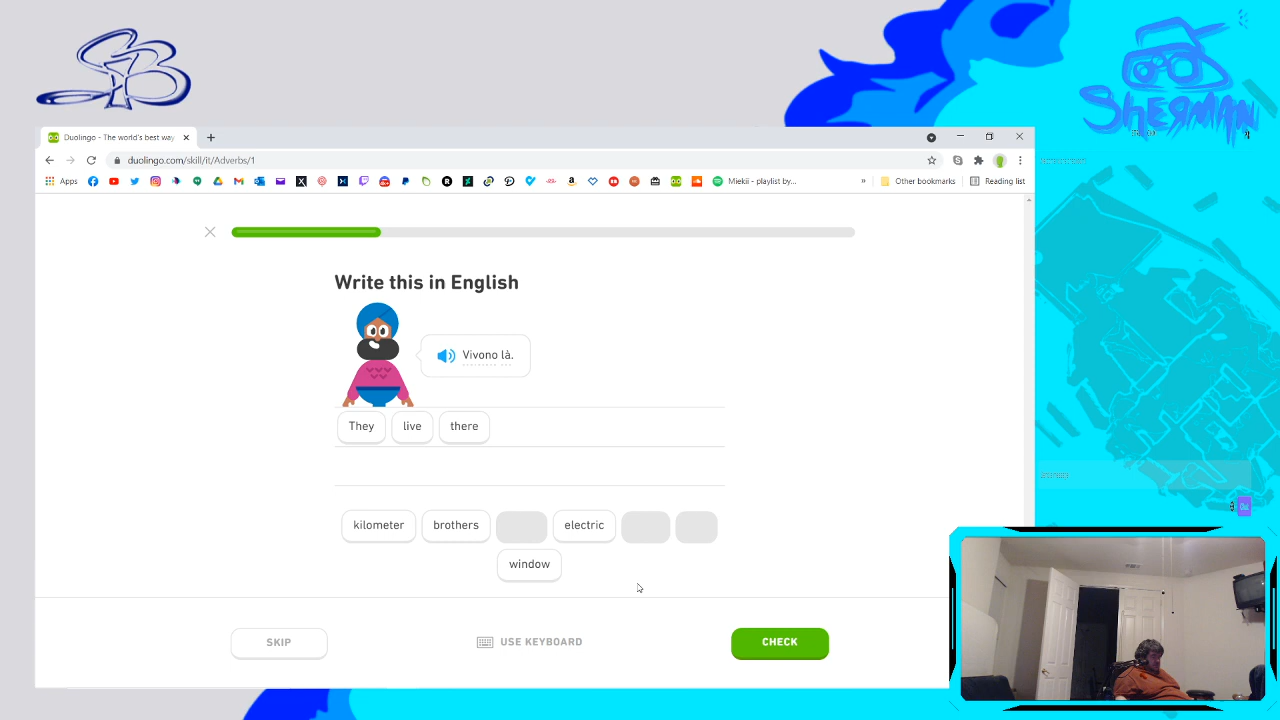 SHERMAN
Duolingo - The world's best way
duolingo.com/skill/it/Adverbs/1
Apps
Miekii - playlist by...
»
Other bookmarks
Reading list
Write this in English
Vivono là.
They live there
kilometer brothers electric
window
SKIP
USE KEYBOARD
CHECK